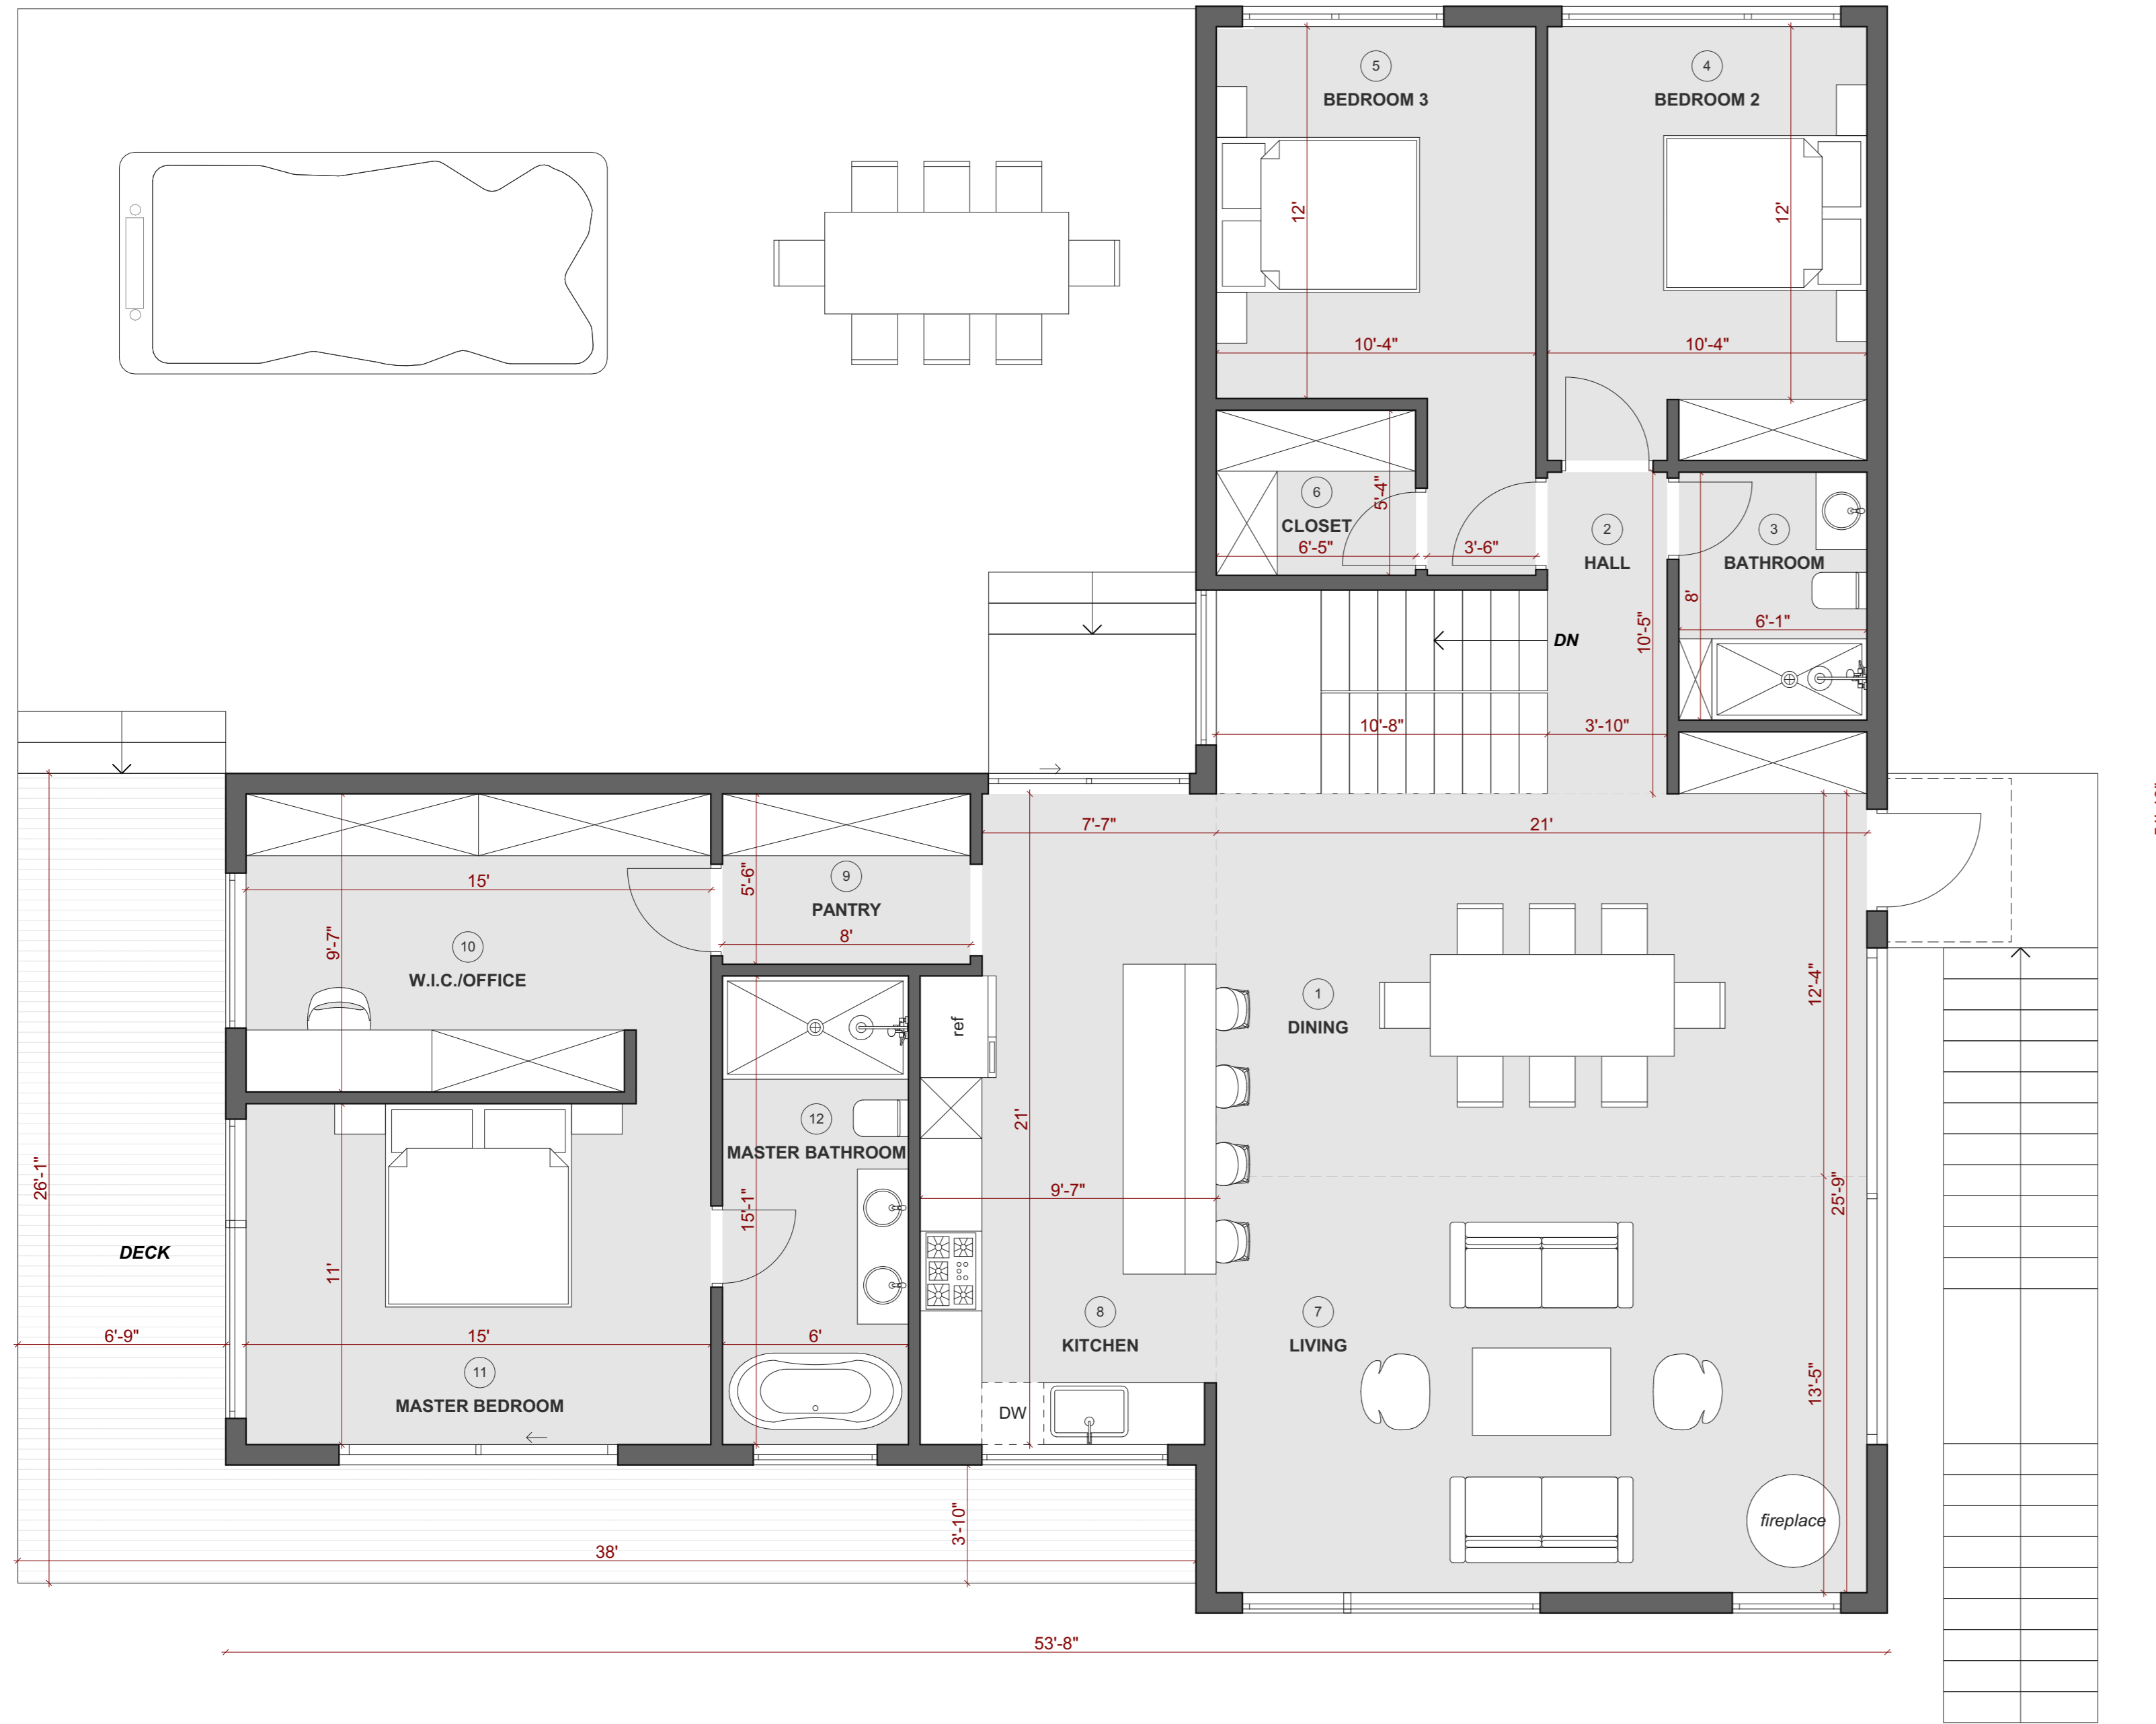 5
BEDROOM 3
4
BEDROOM 2
12'
12'
10'-4"
10'-4"
6
CLOSET
5'-4"
6'-5"
3'-6"
2
HALL
3
BATHROOM
8'
6'-1"
10'-5"
DN
10'-8"
3'-10"
7'-7"
21'
15'
5'-6"
9
PANTRY
8'
9'-7"
10
W.I.C./OFFICE
ref
1
DINING
12'-4"
21'
12
MASTER BATHROOM
26'-1"
15'-1"
9'-7"
25'-9"
DECK
11'
6'-9"
15'
6'
8
KITCHEN
7
LIVING
11
MASTER BEDROOM
DW
13'-5"
3'-10"
fireplace
38'
53'-8"